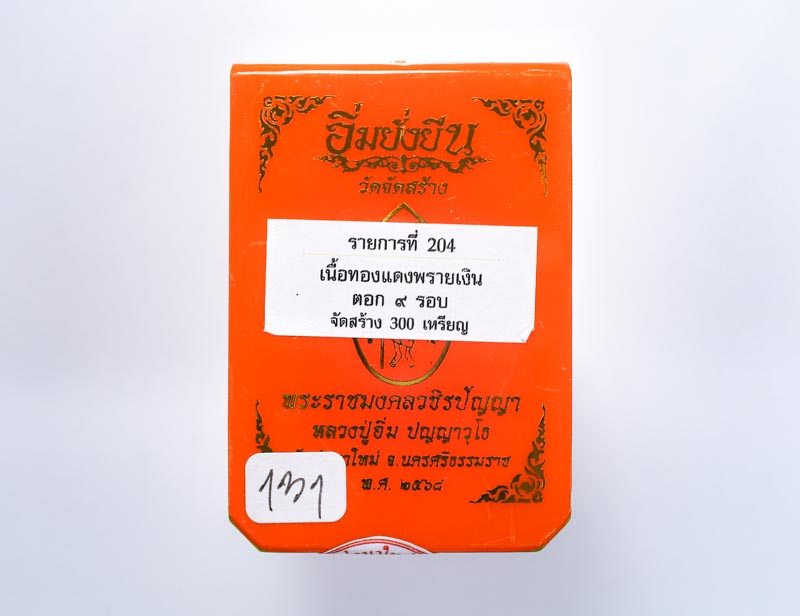 อิ่มยั่งยืน
วัดจัดสร้าง
รายการที่ 204
เนื้อทองแดงพรายเงิน
ตอก ๙ รอบ
จัดสร้าง 300 เหรียญ
พระราชมงคลวชิรปัญญา
หลวงปู่อิ่ม ปญญาวุโธ
จ.นครศรีธรรมราช
พ.ศ. ๒๕๖๘
131